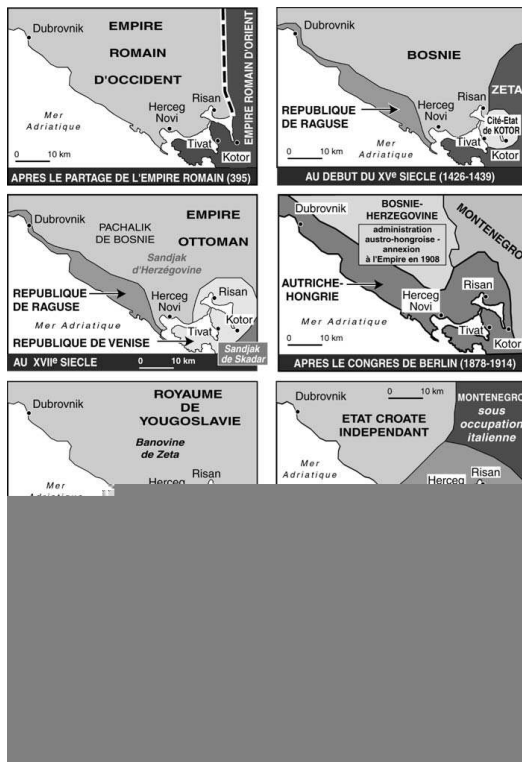 Dubrovnik
EMPIRE
ROMAIN
D'OCCIDENT
EMPIRE ROMAIN D'ORIENT
Risan
Herceg
Novi
Mer
Adriatique
Tivat
Kotor
0 10 km
APRES LE PARTAGE DE L'EMPIRE ROMAIN (395)
Dubrovnik
BOSNIE
ZETA
REPUBLIQUE
DE RAGUSE
Herceg
Novi
Risan
Cité-Etat
de KOTOR
Mer
Adriatique
Tivat
Kotor
0 10 km
AU DEBUT DU XVe SIECLE (1426-1439)
Dubrovnik
PACHALIK
DE BOSNIE
EMPIRE
OTTOMAN
Sandjak
d'Herzégovine
REPUBLIQUE
DE RAGUSE
Herceg
Novi
Risan
Mer Adriatique
Kotor
Tivat
REPUBLIQUE DE VENISE
Sandjak
de Skadar
AU XVIIe SIECLE 0 10 km
Dubrovnik
BOSNIE-
HERZEGOVINE
administration
austro-hongroise -
annexion
à l'Empire en 1908
MONTENEGRO
AUTRICHE-
HONGRIE
Herceg
Novi
Risan
Mer Adriatique
Tivat
Kotor
0 10 km
APRES LE CONGRES DE BERLIN (1878-1914)
Dubrovnik
ROYAUME
DE
YOUGOSLAVIE
Banovine
de Zeta
Mer
Adriatique
Herceg
Risan
0 10 km
Dubrovnik
ETAT CROATE
INDEPENDANT
MONTENEGRO
sous
occupation
italienne
Mer
Adriatique
Herceg
Risan